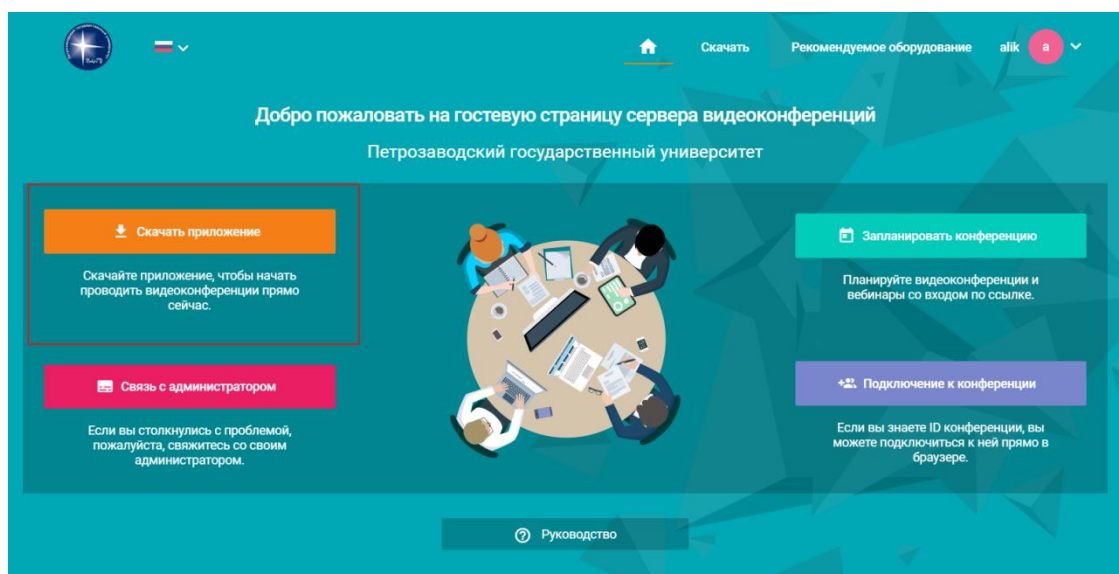 Скачать
Рекомендуемое оборудование
alik
a
Добро пожаловать на гостевую страницу сервера видеоконференций
Петрозаводский государственный университет
Скачать приложение
Скачайте приложение, чтобы начать
проводить видеоконференции прямо
сейчас.
Запланировать конференцию
Планируйте видеоконференции и
вебинары со входом по ссылке.
Связь с администратором
Если вы столкнулись с проблемой,
пожалуйста, свяжитесь со своим
администратором.
Подключение к конференции
Если вы знаете ID конференции, вы
можете подключиться к ней прямо в
браузере.
Руководство